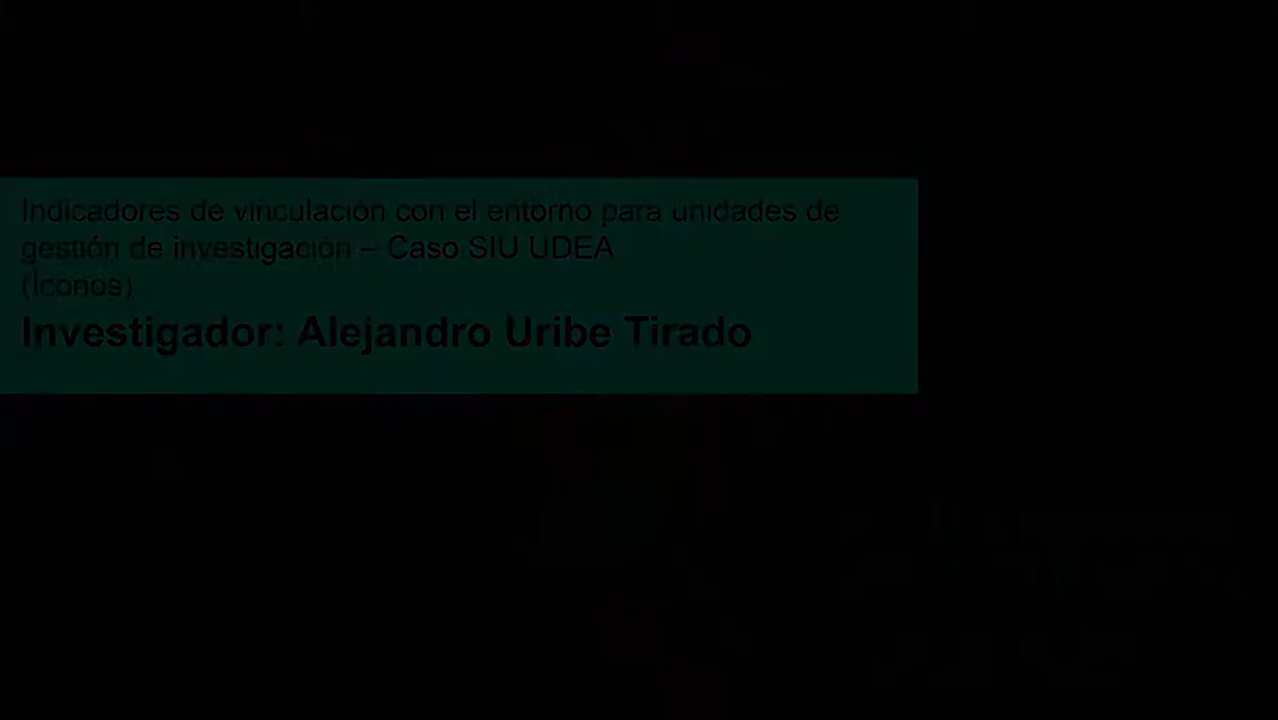 Indicadores de vinculación con el entorno para unidades de
gestión de investigación – Caso SIU UDEA
(Íconos)
Investigador: Alejandro Uribe Tirado